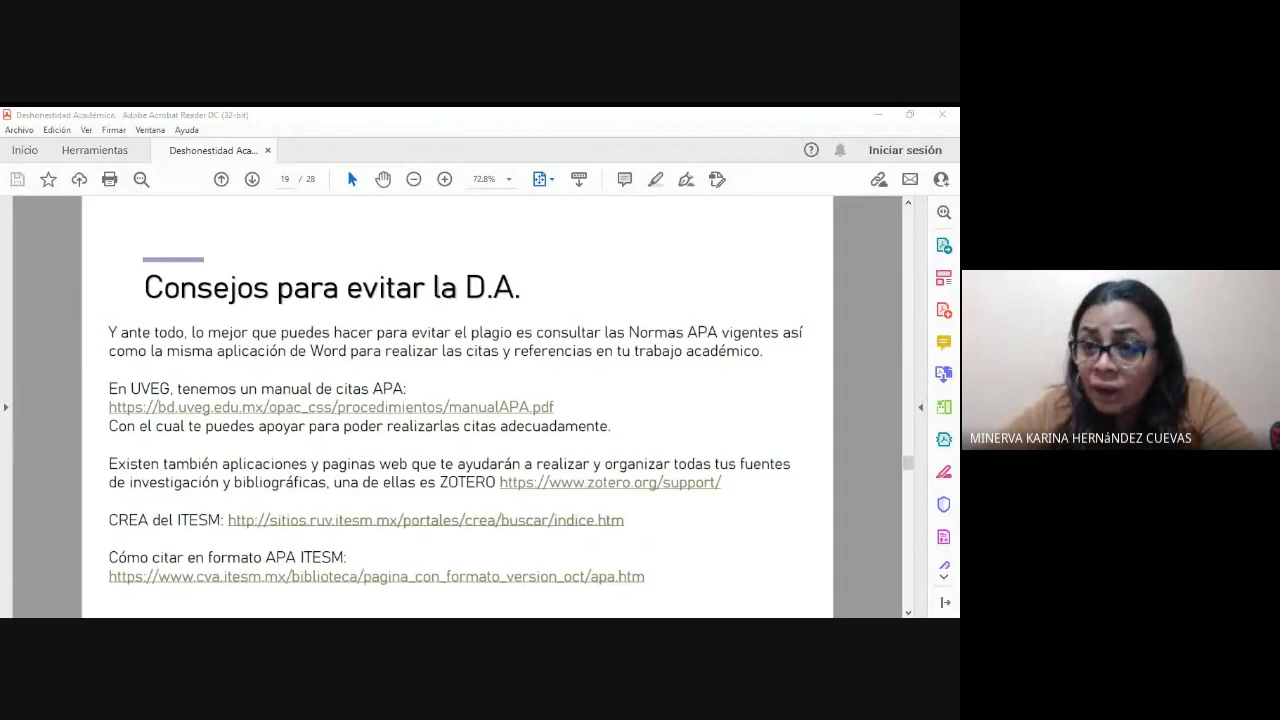 Deshonestidad Académica. - Adobe Acrobat Reader DC (32-bit)
Archivo Edición Ver Firmar Ventana Ayuda
Inicio Herramientas Deshonestidad Aca... × Iniciar sesión
19 / 28 72.8%
Consejos para evitar la D.A.
Y ante todo, lo mejor que puedes hacer para evitar el plagio es consultar las Normas APA vigentes así
como la misma aplicación de Word para realizar las citas y referencias en tu trabajo académico.
En UVEG, tenemos un manual de citas APA:
https://bd.uveg.edu.mx/opac_css/procedimientos/manualAPA.pdf
Con el cual te puedes apoyar para poder realizarlas citas adecuadamente.
Existen también aplicaciones y paginas web que te ayudarán a realizar y organizar todas tus fuentes
de investigación y bibliográficas, una de ellas es ZOTERO https://www.zotero.org/support/
CREA del ITESM: http://sitios.ruv.itesm.mx/portales/crea/buscar/indice.htm
Cómo citar en formato APA ITESM:
https://www.cva.itesm.mx/biblioteca/pagina_con_formato_version_oct/apa.htm
MINERVA KARINA HERNáNDEZ CUEVAS